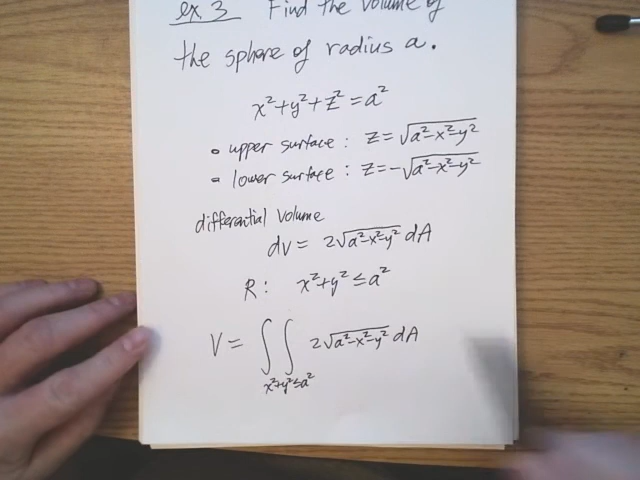 ex. 3 Find the volume of
the sphere of radius a.
x²+y²+z²=a²
• upper surface: z=√(a²-x²-y²)
• lower surface: z=-√(a²-x²-y²)
differential volume
dv= 2√(a²-x²-y²) dA
R: x²+y²≤a²
V= ∬ 2√(a²-x²-y²) dA
x²+y²≤a²